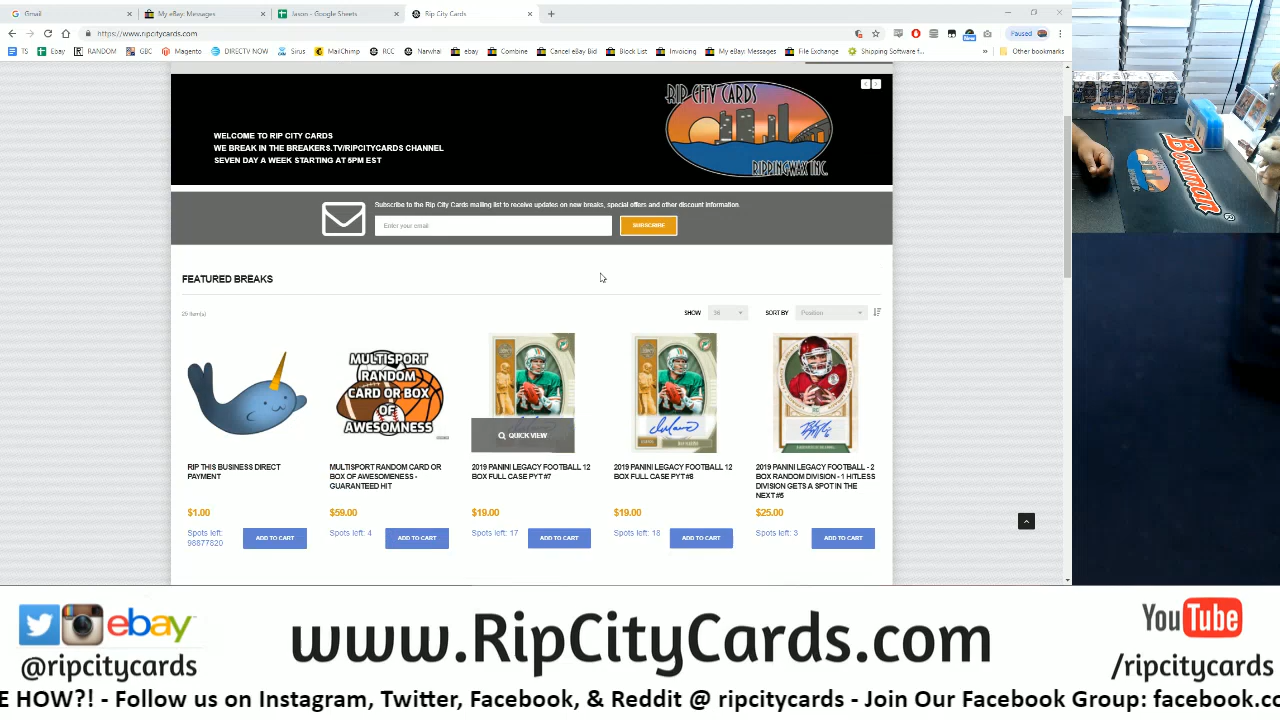 Gmail
My eBay: Messages
Jason - Google Sheets
Rip City Cards
https://www.ripcitycards.com
Paused
TS
Ebay
RANDOM
GBC
Magento
DIRECTV NOW
Sirus
MailChimp
RCC
Narwhal
ebay
Combine
Cancel eBay Bid
Block List
Invoicing
My eBay: Messages
File Exchange
Shipping Software f...
»
Other bookmarks
WELCOME TO RIP CITY CARDS
WE BREAK IN THE BREAKERS.TV/RIPCITYCARDS CHANNEL
SEVEN DAY A WEEK STARTING AT 5PM EST
RIP CITY CARDS
RIPPINGWAX INC.
Bowman
Subscribe to the Rip City Cards mailing list to receive updates on new breaks, special offers and other discount information.
Enter your email
SUBSCRIBE
FEATURED BREAKS
SHOW
36
SORT BY
Position
MULTISPORT
RANDOM
CARD OR BOX
OF
AWESOMNESS
QUICK VIEW
RIP THIS BUSINESS DIRECT
PAYMENT
$1.00
Spots left:
98877820
ADD TO CART
MULTISPORT RANDOM CARD OR
BOX OF AWESOMENESS -
GUARANTEED HIT
$59.00
Spots left: 4
ADD TO CART
2019 PANINI LEGACY FOOTBALL 12
BOX FULL CASE PYT #7
$19.00
Spots left: 17
ADD TO CART
2019 PANINI LEGACY FOOTBALL 12
BOX FULL CASE PYT #8
$19.00
Spots left: 18
ADD TO CART
2019 PANINI LEGACY FOOTBALL - 2
BOX RANDOM DIVISION - 1 HITLESS
DIVISION GETS A SPOT IN THE
NEXT #5
$25.00
Spots left: 3
ADD TO CART
ebay
@ripcitycards
www.RipCityCards.com
YouTube
/ripcitycards
E HOW?! - Follow us on Instagram, Twitter, Facebook, & Reddit @ ripcitycards - Join Our Facebook Group: facebook.co